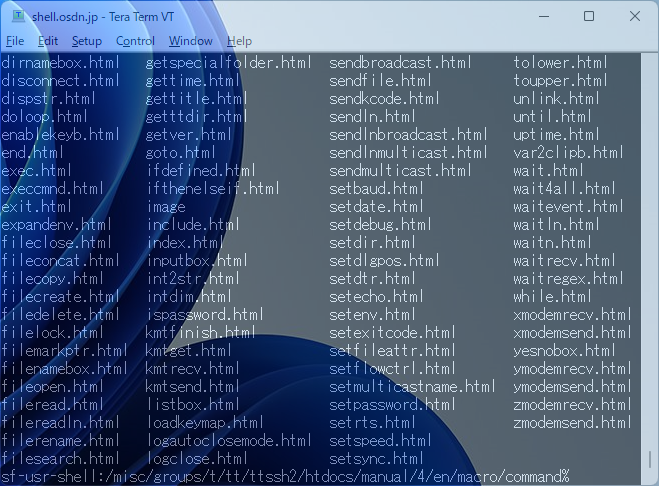 shell.osdn.jp - Tera Term VT
File Edit Setup Control Window Help
dirnamebox.html getspecialfolder.html sendbroadcast.html tolower.html
disconnect.html gettime.html sendfile.html toupper.html
dispstr.html gettitle.html sendkcode.html unlink.html
doloop.html getttdir.html sendln.html until.html
enablekeyb.html getver.html sendlnbroadcast.html uptime.html
end.html goto.html sendlnmulticast.html var2clipb.html
exec.html ifdefined.html sendmulticast.html wait.html
execcmnd.html ifthenelseif.html setbaud.html wait4all.html
exit.html image setdate.html waitevent.html
expandenv.html include.html setdebug.html waitln.html
fileclose.html index.html setdir.html waitn.html
fileconcat.html inputbox.html setdlgpos.html waitrecv.html
filecopy.html int2str.html setdtr.html waitregex.html
filecreate.html intdim.html setecho.html while.html
filedelete.html ispassword.html setenv.html xmodemrecv.html
filelock.html kmtfinish.html setexitcode.html xmodemsend.html
filemarkptr.html kmtget.html setfileattr.html yesnobox.html
filenamebox.html kmtrecv.html setflowctrl.html ymodemrecv.html
fileopen.html kmtsend.html setmulticastname.html ymodemsend.html
fileread.html listbox.html setpassword.html zmodemrecv.html
filereadln.html loadkeymap.html setrts.html zmodemsend.html
filerename.html logautoclosemode.html setspeed.html
filesearch.html logclose.html setsync.html
sf-usr-shell:/misc/groups/t/tt/ttssh2/htdocs/manual/4/en/macro/command%